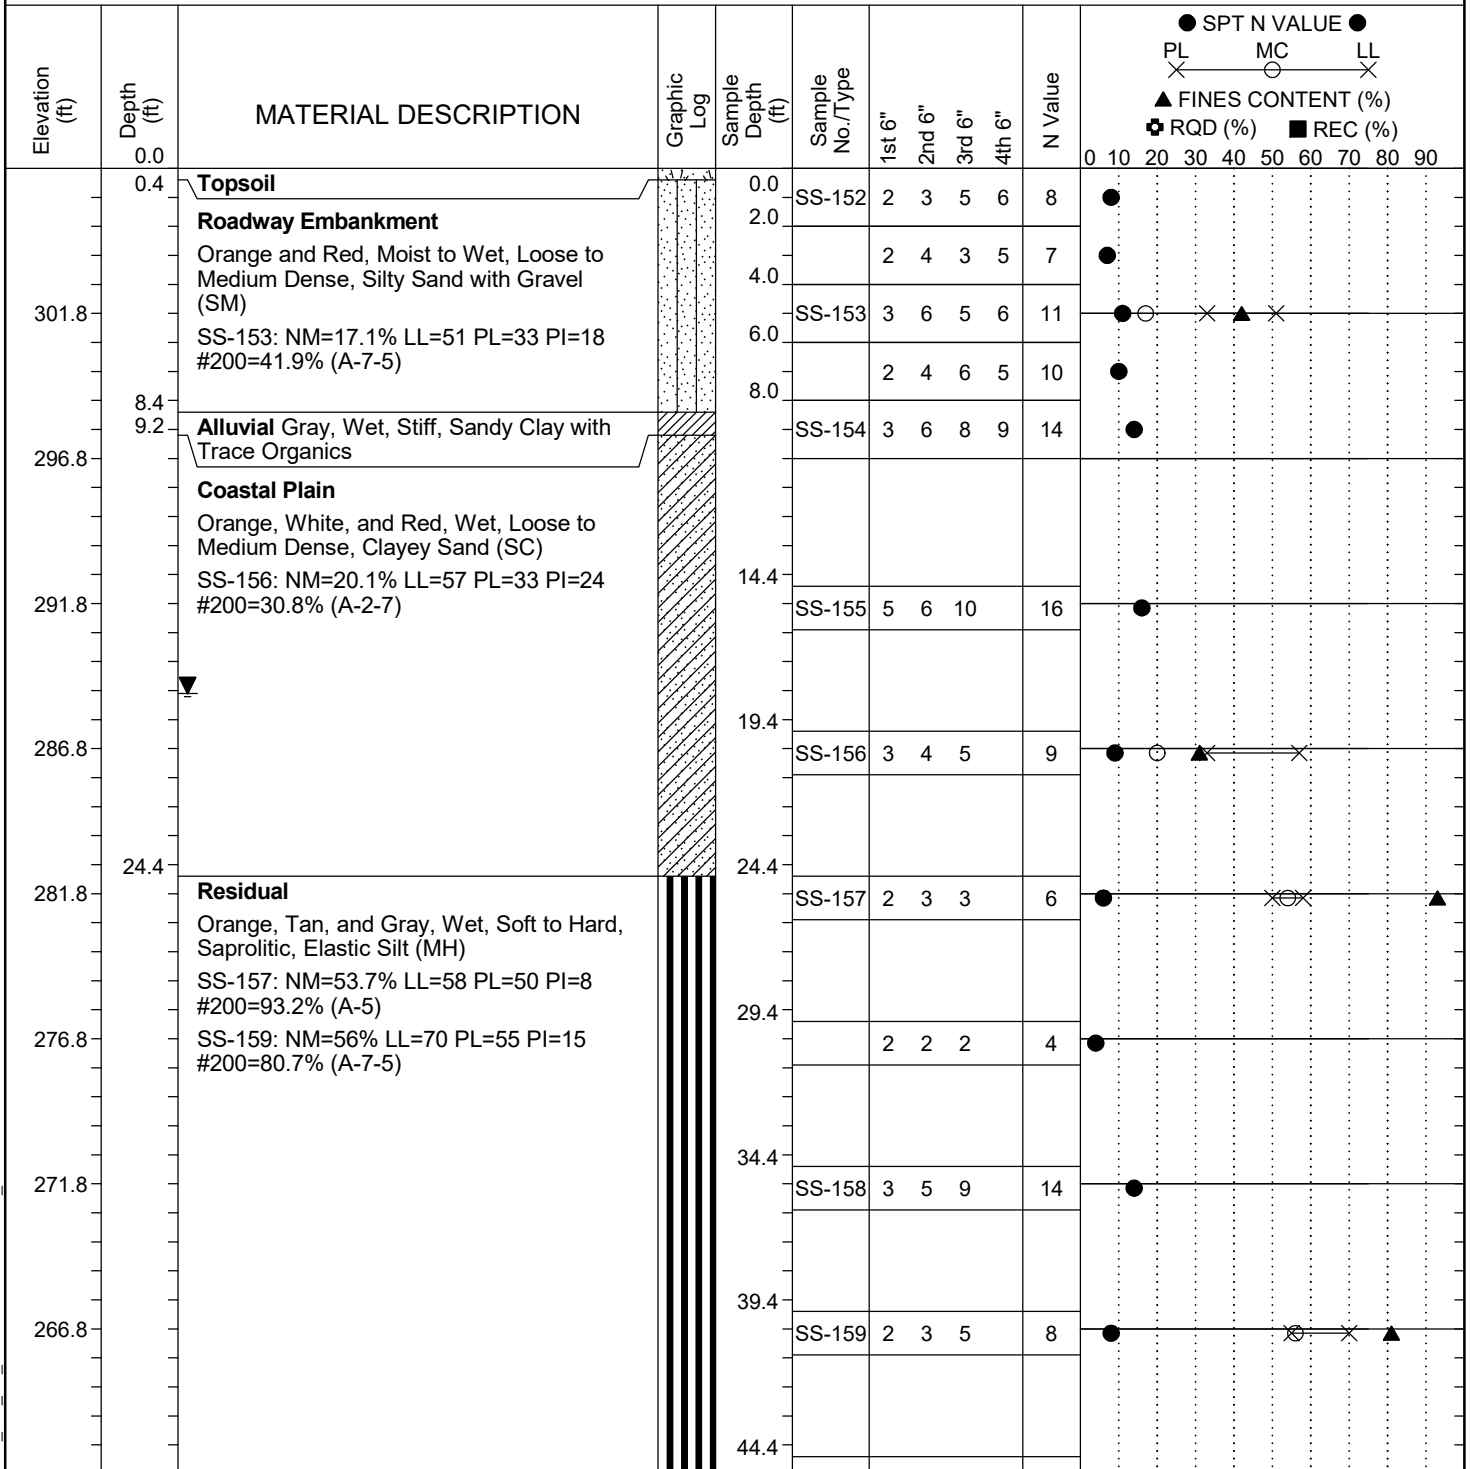 ● SPT N VALUE ●
PL MC LL
▲ FINES CONTENT (%)
RQD (%) ■ REC (%)
Elevation (ft)
Depth (ft)
MATERIAL DESCRIPTION
Graphic Log
Sample Depth (ft)
Sample No./Type
1st 6"
2nd 6"
3rd 6"
4th 6"
N Value
0.0
0 10 20 30 40 50 60 70 80 90
0.4 Topsoil 0.0
SS-152 2 3 5 6 8
Roadway Embankment 2.0
Orange and Red, Moist to Wet, Loose to 2 4 3 5 7
Medium Dense, Silty Sand with Gravel 4.0
(SM)
301.8 SS-153 3 6 5 6 11
SS-153: NM=17.1% LL=51 PL=33 PI=18 6.0
#200=41.9% (A-7-5) 2 4 6 5 10
8.0
8.4
9.2 Alluvial Gray, Wet, Stiff, Sandy Clay with SS-154 3 6 8 9 14
Trace Organics
296.8
Coastal Plain
Orange, White, and Red, Wet, Loose to
Medium Dense, Clayey Sand (SC)
SS-156: NM=20.1% LL=57 PL=33 PI=24 14.4
291.8 #200=30.8% (A-2-7) SS-155 5 6 10 16
19.4
286.8 SS-156 3 4 5 9
24.4 24.4
281.8 Residual SS-157 2 3 3 6
Orange, Tan, and Gray, Wet, Soft to Hard,
Saprolitic, Elastic Silt (MH)
SS-157: NM=53.7% LL=58 PL=50 PI=8
#200=93.2% (A-5) 29.4
276.8 SS-159: NM=56% LL=70 PL=55 PI=15 2 2 2 4
#200=80.7% (A-7-5)
34.4
271.8 SS-158 3 5 9 14
39.4
266.8 SS-159 2 3 5 8
44.4